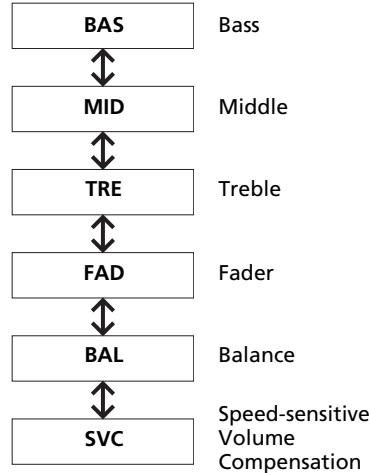 BAS Bass
MID Middle
TRE Treble
FAD Fader
BAL Balance
SVC Speed-sensitive
Volume
Compensation